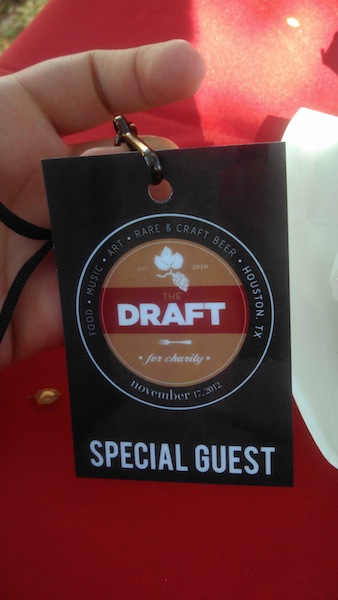 FOOD • MUSIC • ART • RARE & CRAFT BEER • HOUSTON, TX
EST. 2010
THE
DRAFT
• for charity •
november 17, 2012
SPECIAL GUEST